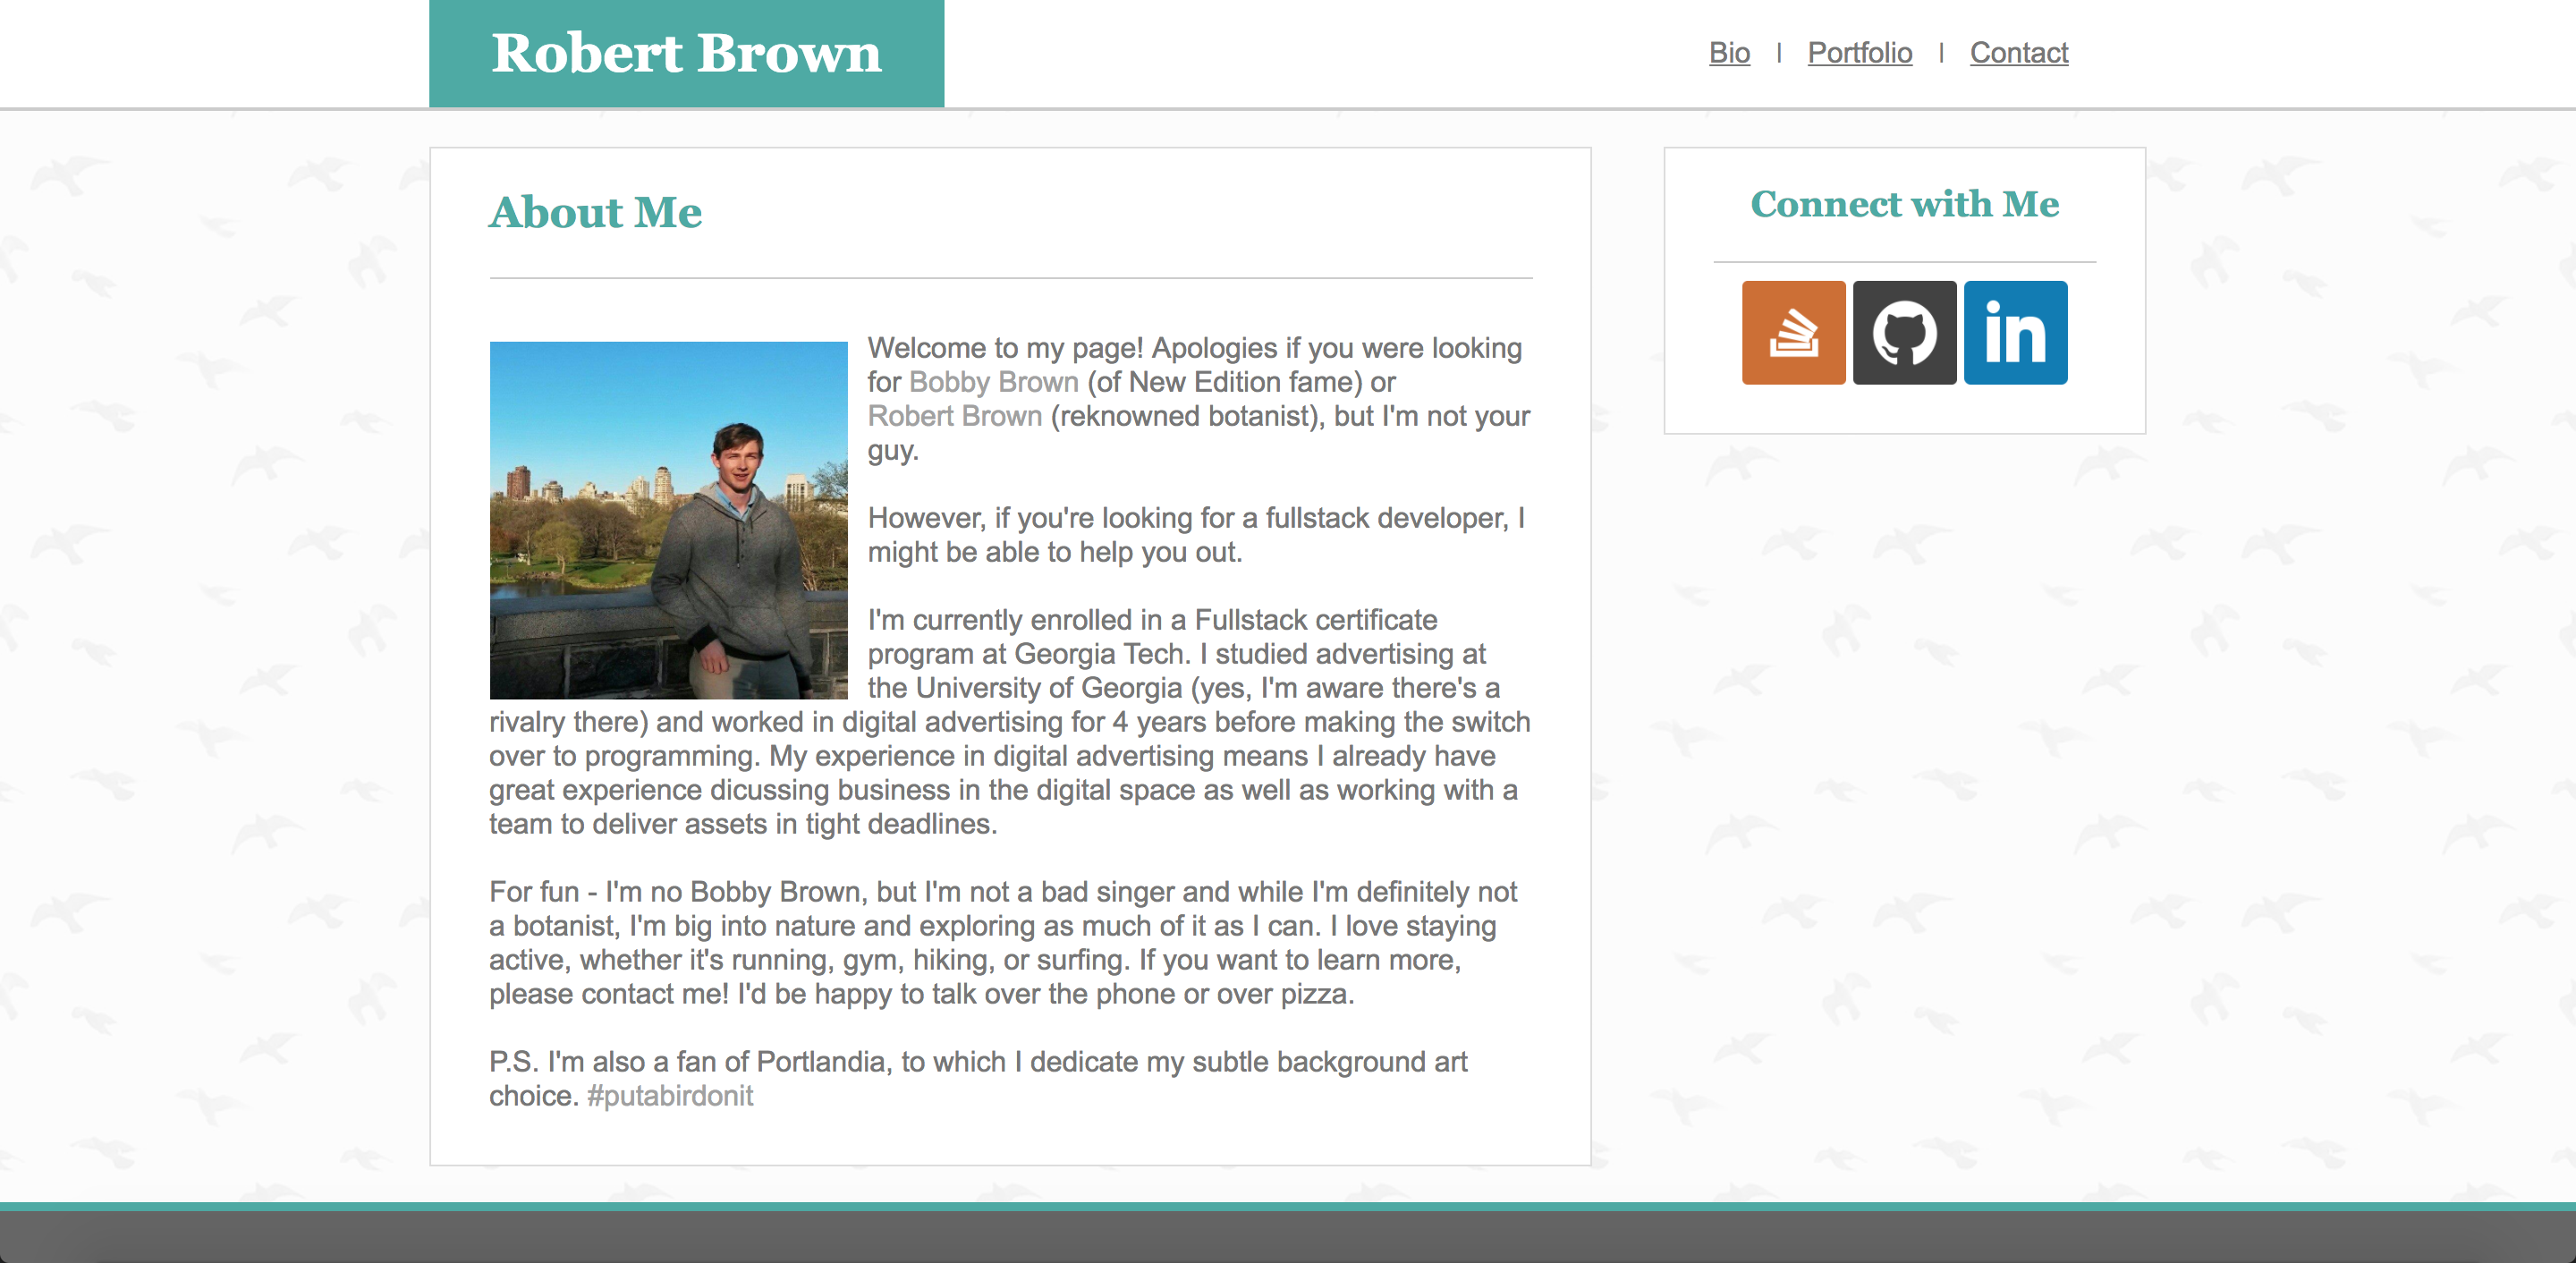 Robert Brown
Bio | Portfolio | Contact
About Me
Welcome to my page! Apologies if you were looking
for Bobby Brown (of New Edition fame) or
Robert Brown (reknowned botanist), but I'm not your
guy.
However, if you're looking for a fullstack developer, I
might be able to help you out.
I'm currently enrolled in a Fullstack certificate
program at Georgia Tech. I studied advertising at
the University of Georgia (yes, I'm aware there's a
rivalry there) and worked in digital advertising for 4 years before making the switch
over to programming. My experience in digital advertising means I already have
great experience dicussing business in the digital space as well as working with a
team to deliver assets in tight deadlines.
For fun - I'm no Bobby Brown, but I'm not a bad singer and while I'm definitely not
a botanist, I'm big into nature and exploring as much of it as I can. I love staying
active, whether it's running, gym, hiking, or surfing. If you want to learn more,
please contact me! I'd be happy to talk over the phone or over pizza.
P.S. I'm also a fan of Portlandia, to which I dedicate my subtle background art
choice. #putabirdonit
Connect with Me
in